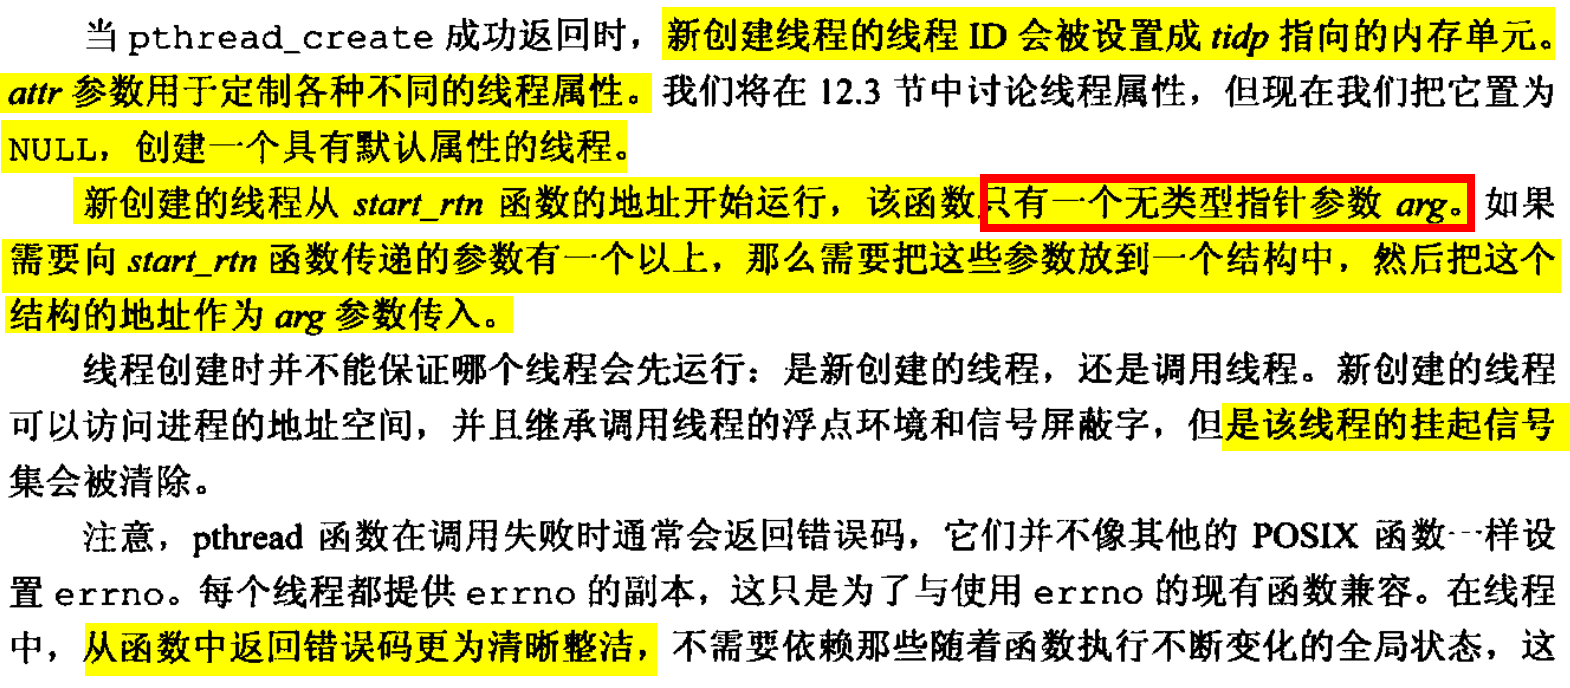 当 pthread_create 成功返回时，新创建线程的线程 ID 会被设置成 tidp 指向的内存单元。
attr 参数用于定制各种不同的线程属性。我们将在 12.3 节中讨论线程属性，但现在我们把它置为
NULL，创建一个具有默认属性的线程。
新创建的线程从 start_rtn 函数的地址开始运行，该函数只有一个无类型指针参数 arg。如果
需要向 start_rtn 函数传递的参数有一个以上，那么需要把这些参数放到一个结构中，然后把这个
结构的地址作为 arg 参数传入。
线程创建时并不能保证哪个线程会先运行：是新创建的线程，还是调用线程。新创建的线程
可以访问进程的地址空间，并且继承调用线程的浮点环境和信号屏蔽字，但是该线程的挂起信号
集会被清除。
注意，pthread 函数在调用失败时通常会返回错误码，它们并不像其他的 POSIX 函数一样设
置 errno。每个线程都提供 errno 的副本，这只是为了与使用 errno 的现有函数兼容。在线程
中，从函数中返回错误码更为清晰整洁，不需要依赖那些随着函数执行不断变化的全局状态，这